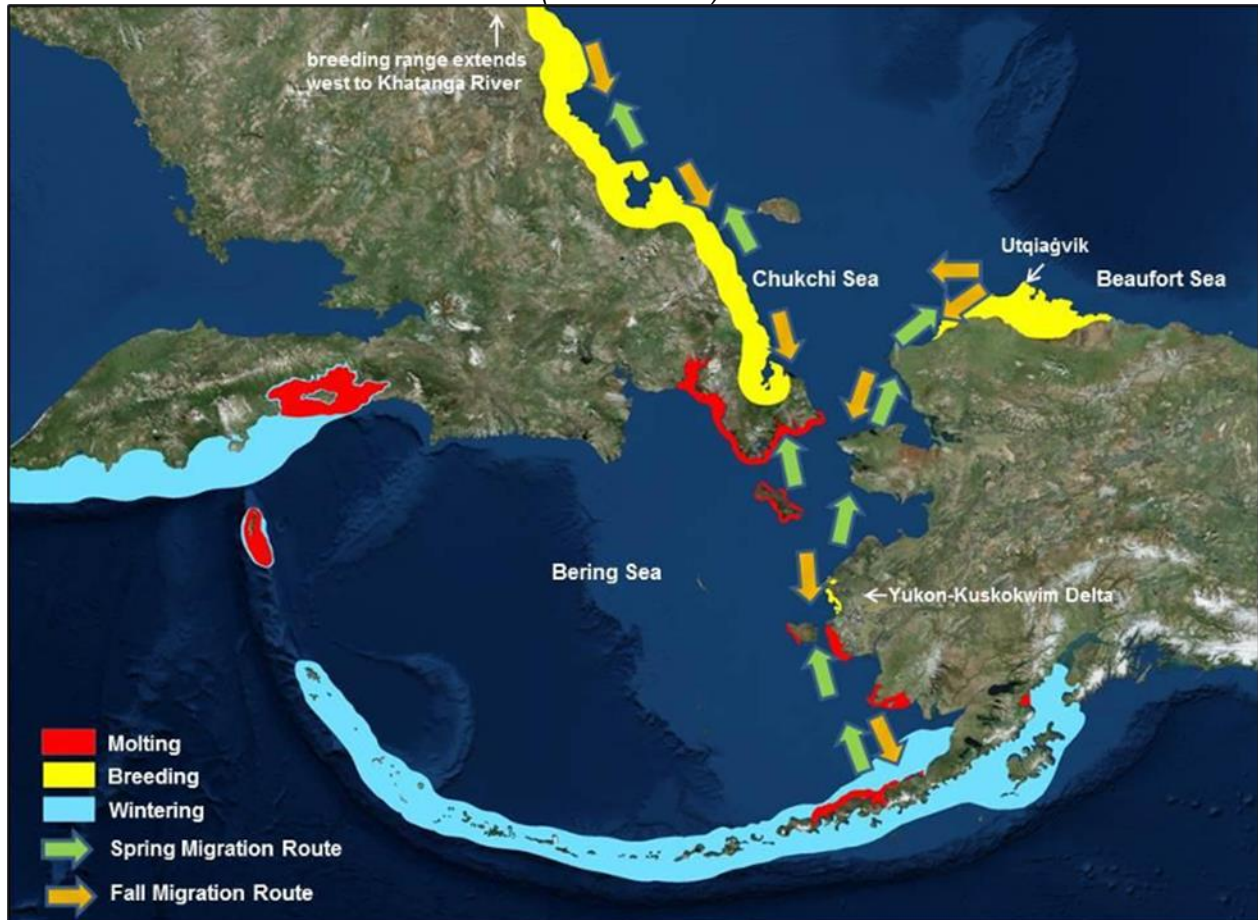 breeding range extends
west to Khatanga River
Utqiaġvik
Chukchi Sea
Beaufort Sea
Bering Sea
Yukon-Kuskokwim Delta
Molting
Breeding
Wintering
Spring Migration Route
Fall Migration Route